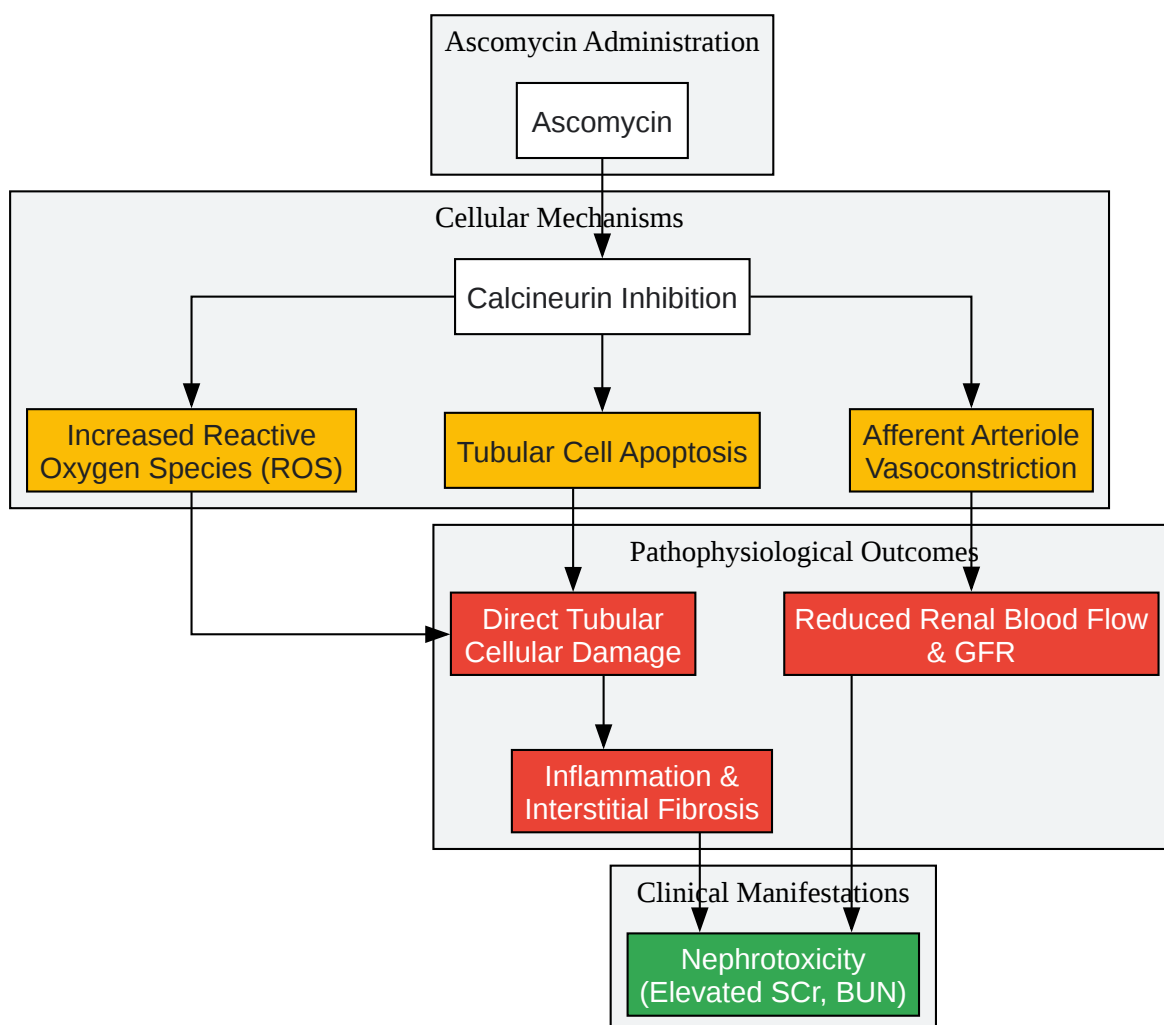 Ascomycin Administration
Ascomycin
Cellular Mechanisms
Calcineurin Inhibition
Increased Reactive
Oxygen Species (ROS)
Tubular Cell Apoptosis
Afferent Arteriole
Vasoconstriction
Pathophysiological Outcomes
Direct Tubular
Cellular Damage
Reduced Renal Blood Flow
& GFR
Inflammation &
Interstitial Fibrosis
Clinical Manifestations
Nephrotoxicity
(Elevated SCr, BUN)